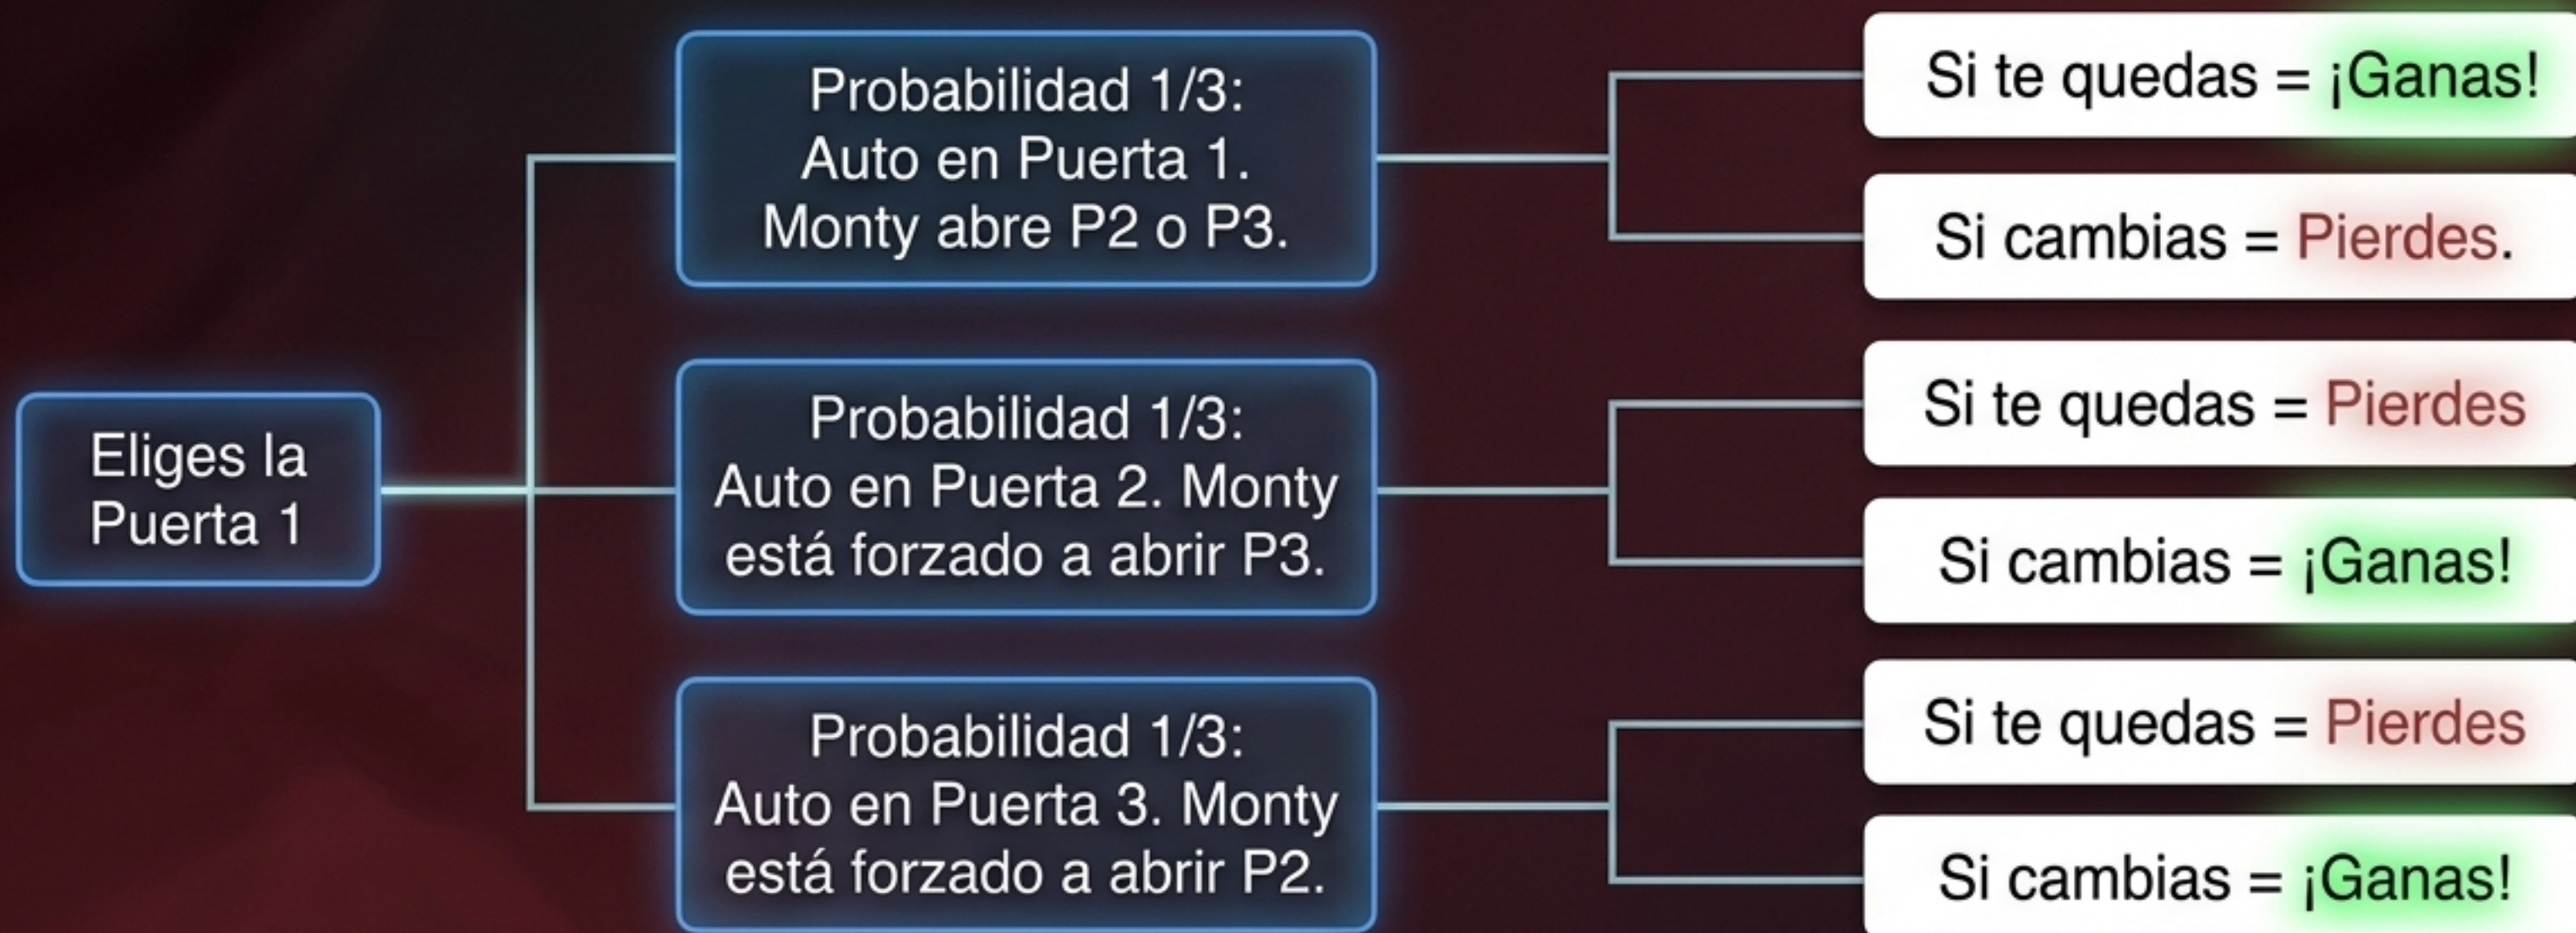 Eliges la
Puerta 1
Probabilidad 1/3:
Auto en Puerta 1.
Monty abre P2 o P3.
Si te quedas = ¡Ganas!
Si cambias = Pierdes.
Probabilidad 1/3:
Auto en Puerta 2. Monty
está forzado a abrir P3.
Si te quedas = Pierdes
Si cambias = ¡Ganas!
Probabilidad 1/3:
Auto en Puerta 3. Monty
está forzado a abrir P2.
Si te quedas = Pierdes
Si cambias = ¡Ganas!